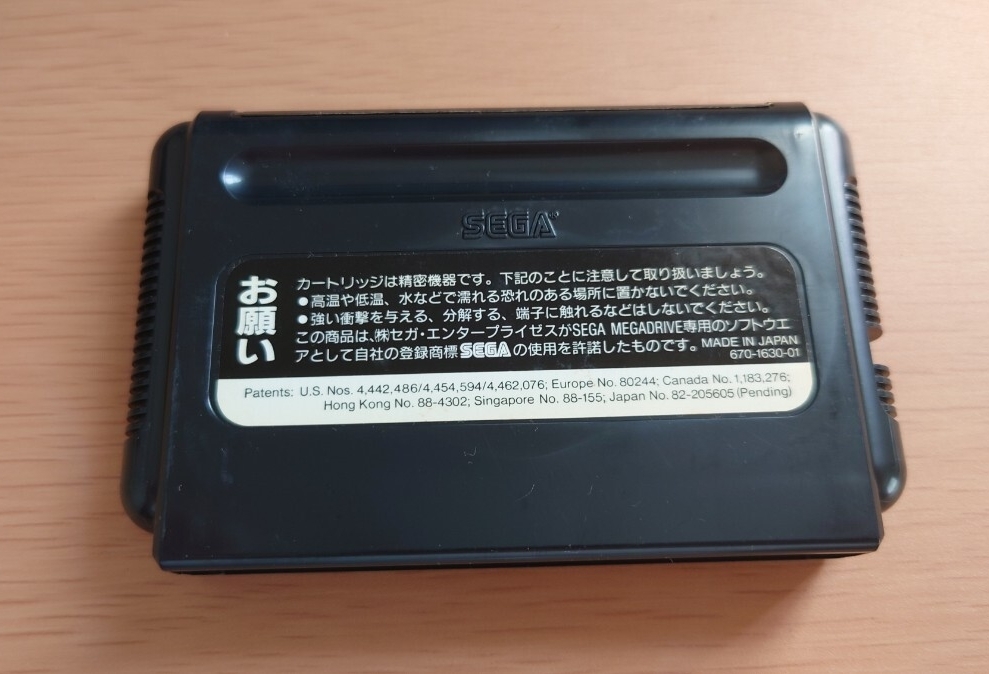 SEGA®
お願い
カートリッジは精密機器です。下記のことに注意して取り扱いましょう。
●高温や低温、水などで濡れる恐れのある場所に置かないでください。
●強い衝撃を与える、分解する、端子に触れるなどはしないでください。
この商品は、㈱セガ・エンタープライゼスがSEGA MEGADRIVE専用のソフトウエ
アとして自社の登録商標SEGAの使用を許諾したものです。MADE IN JAPAN
670-1630-01
Patents: U.S. Nos. 4,442,486/4,454,594/4,462,076; Europe No. 80244; Canada No. 1,183,276;
Hong Kong No. 88-4302; Singapore No. 88-155; Japan No. 82-205605 (Pending)